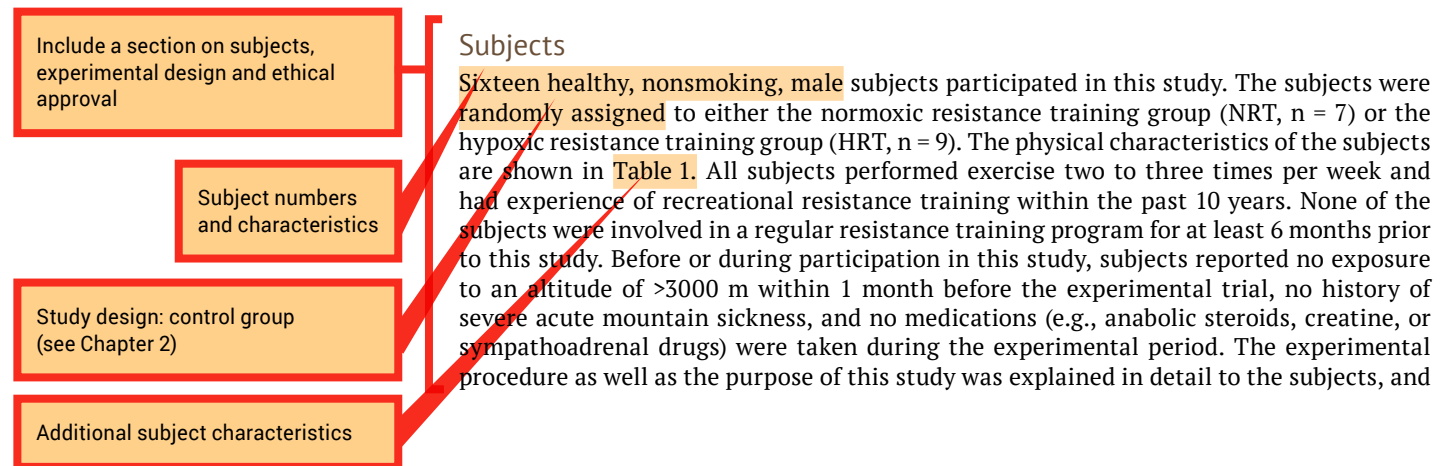 Include a section on subjects,
experimental design and ethical
approval
Subject numbers
and characteristics
Study design: control group
(see Chapter 2)
Additional subject characteristics
Subjects
Sixteen healthy, nonsmoking, male subjects participated in this study. The subjects were
randomly assigned to either the normoxic resistance training group (NRT, n = 7) or the
hypoxic resistance training group (HRT, n = 9). The physical characteristics of the subjects
are shown in Table 1. All subjects performed exercise two to three times per week and
had experience of recreational resistance training within the past 10 years. None of the
subjects were involved in a regular resistance training program for at least 6 months prior
to this study. Before or during participation in this study, subjects reported no exposure
to an altitude of >3000 m within 1 month before the experimental trial, no history of
severe acute mountain sickness, and no medications (e.g., anabolic steroids, creatine, or
sympathoadrenal drugs) were taken during the experimental period. The experimental
procedure as well as the purpose of this study was explained in detail to the subjects, and